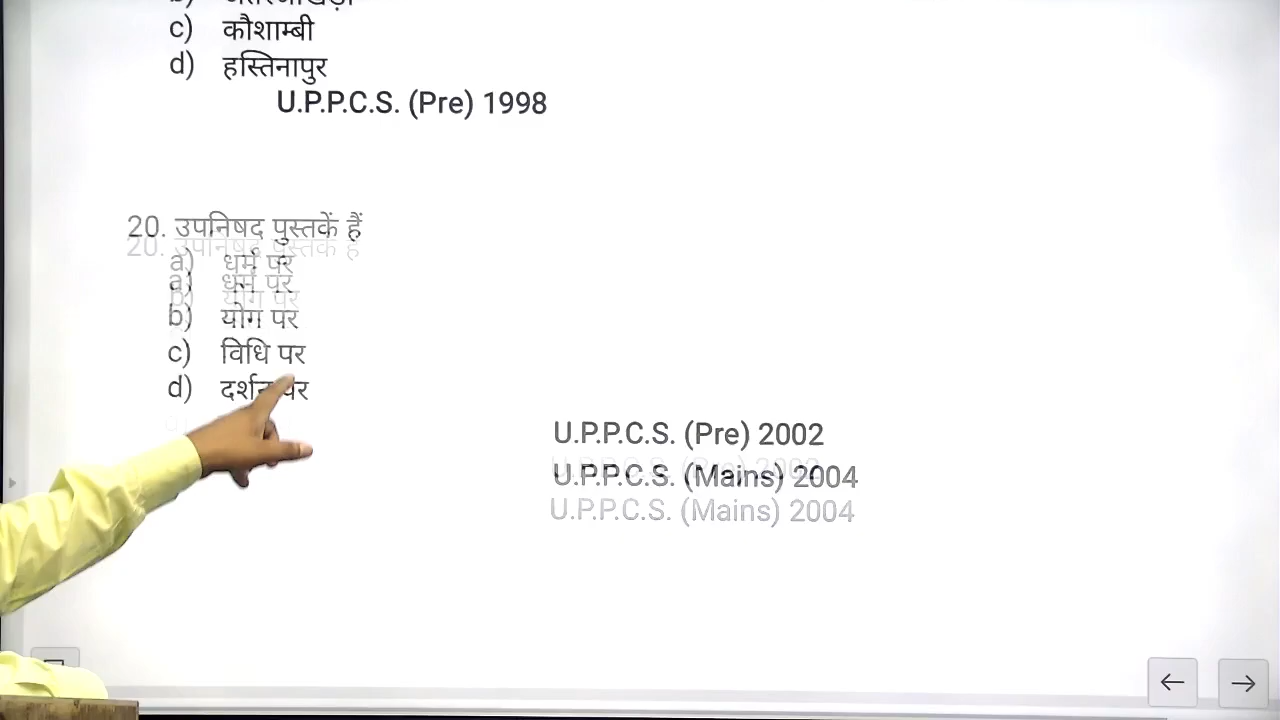 c) कौशाम्बी
d) हस्तिनापुर
U.P.P.C.S. (Pre) 1998
20. उपनिषद पुस्तकें हैं
a) धर्म पर
b) योग पर
c) विधि पर
d) दर्शन पर
U.P.P.C.S. (Pre) 2002
U.P.P.C.S. (Mains) 2004